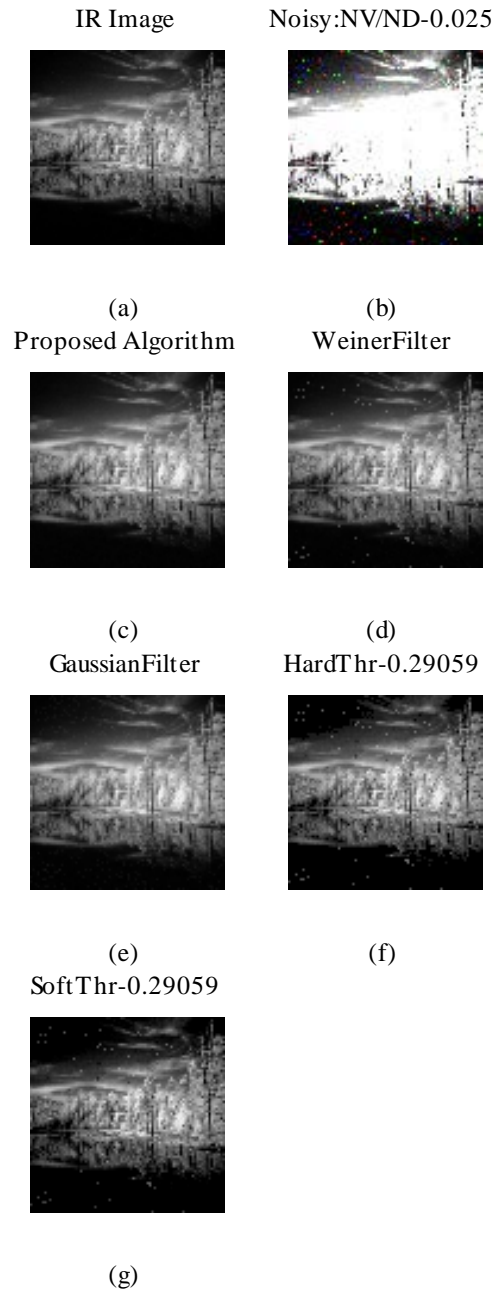 IR Image
Noisy:NV/ND-0.025
(a)
(b)
Proposed Algorithm
WeinerFilter
(c)
(d)
GaussianFilter
HardThr-0.29059
(e)
(f)
SoftThr-0.29059
(g)